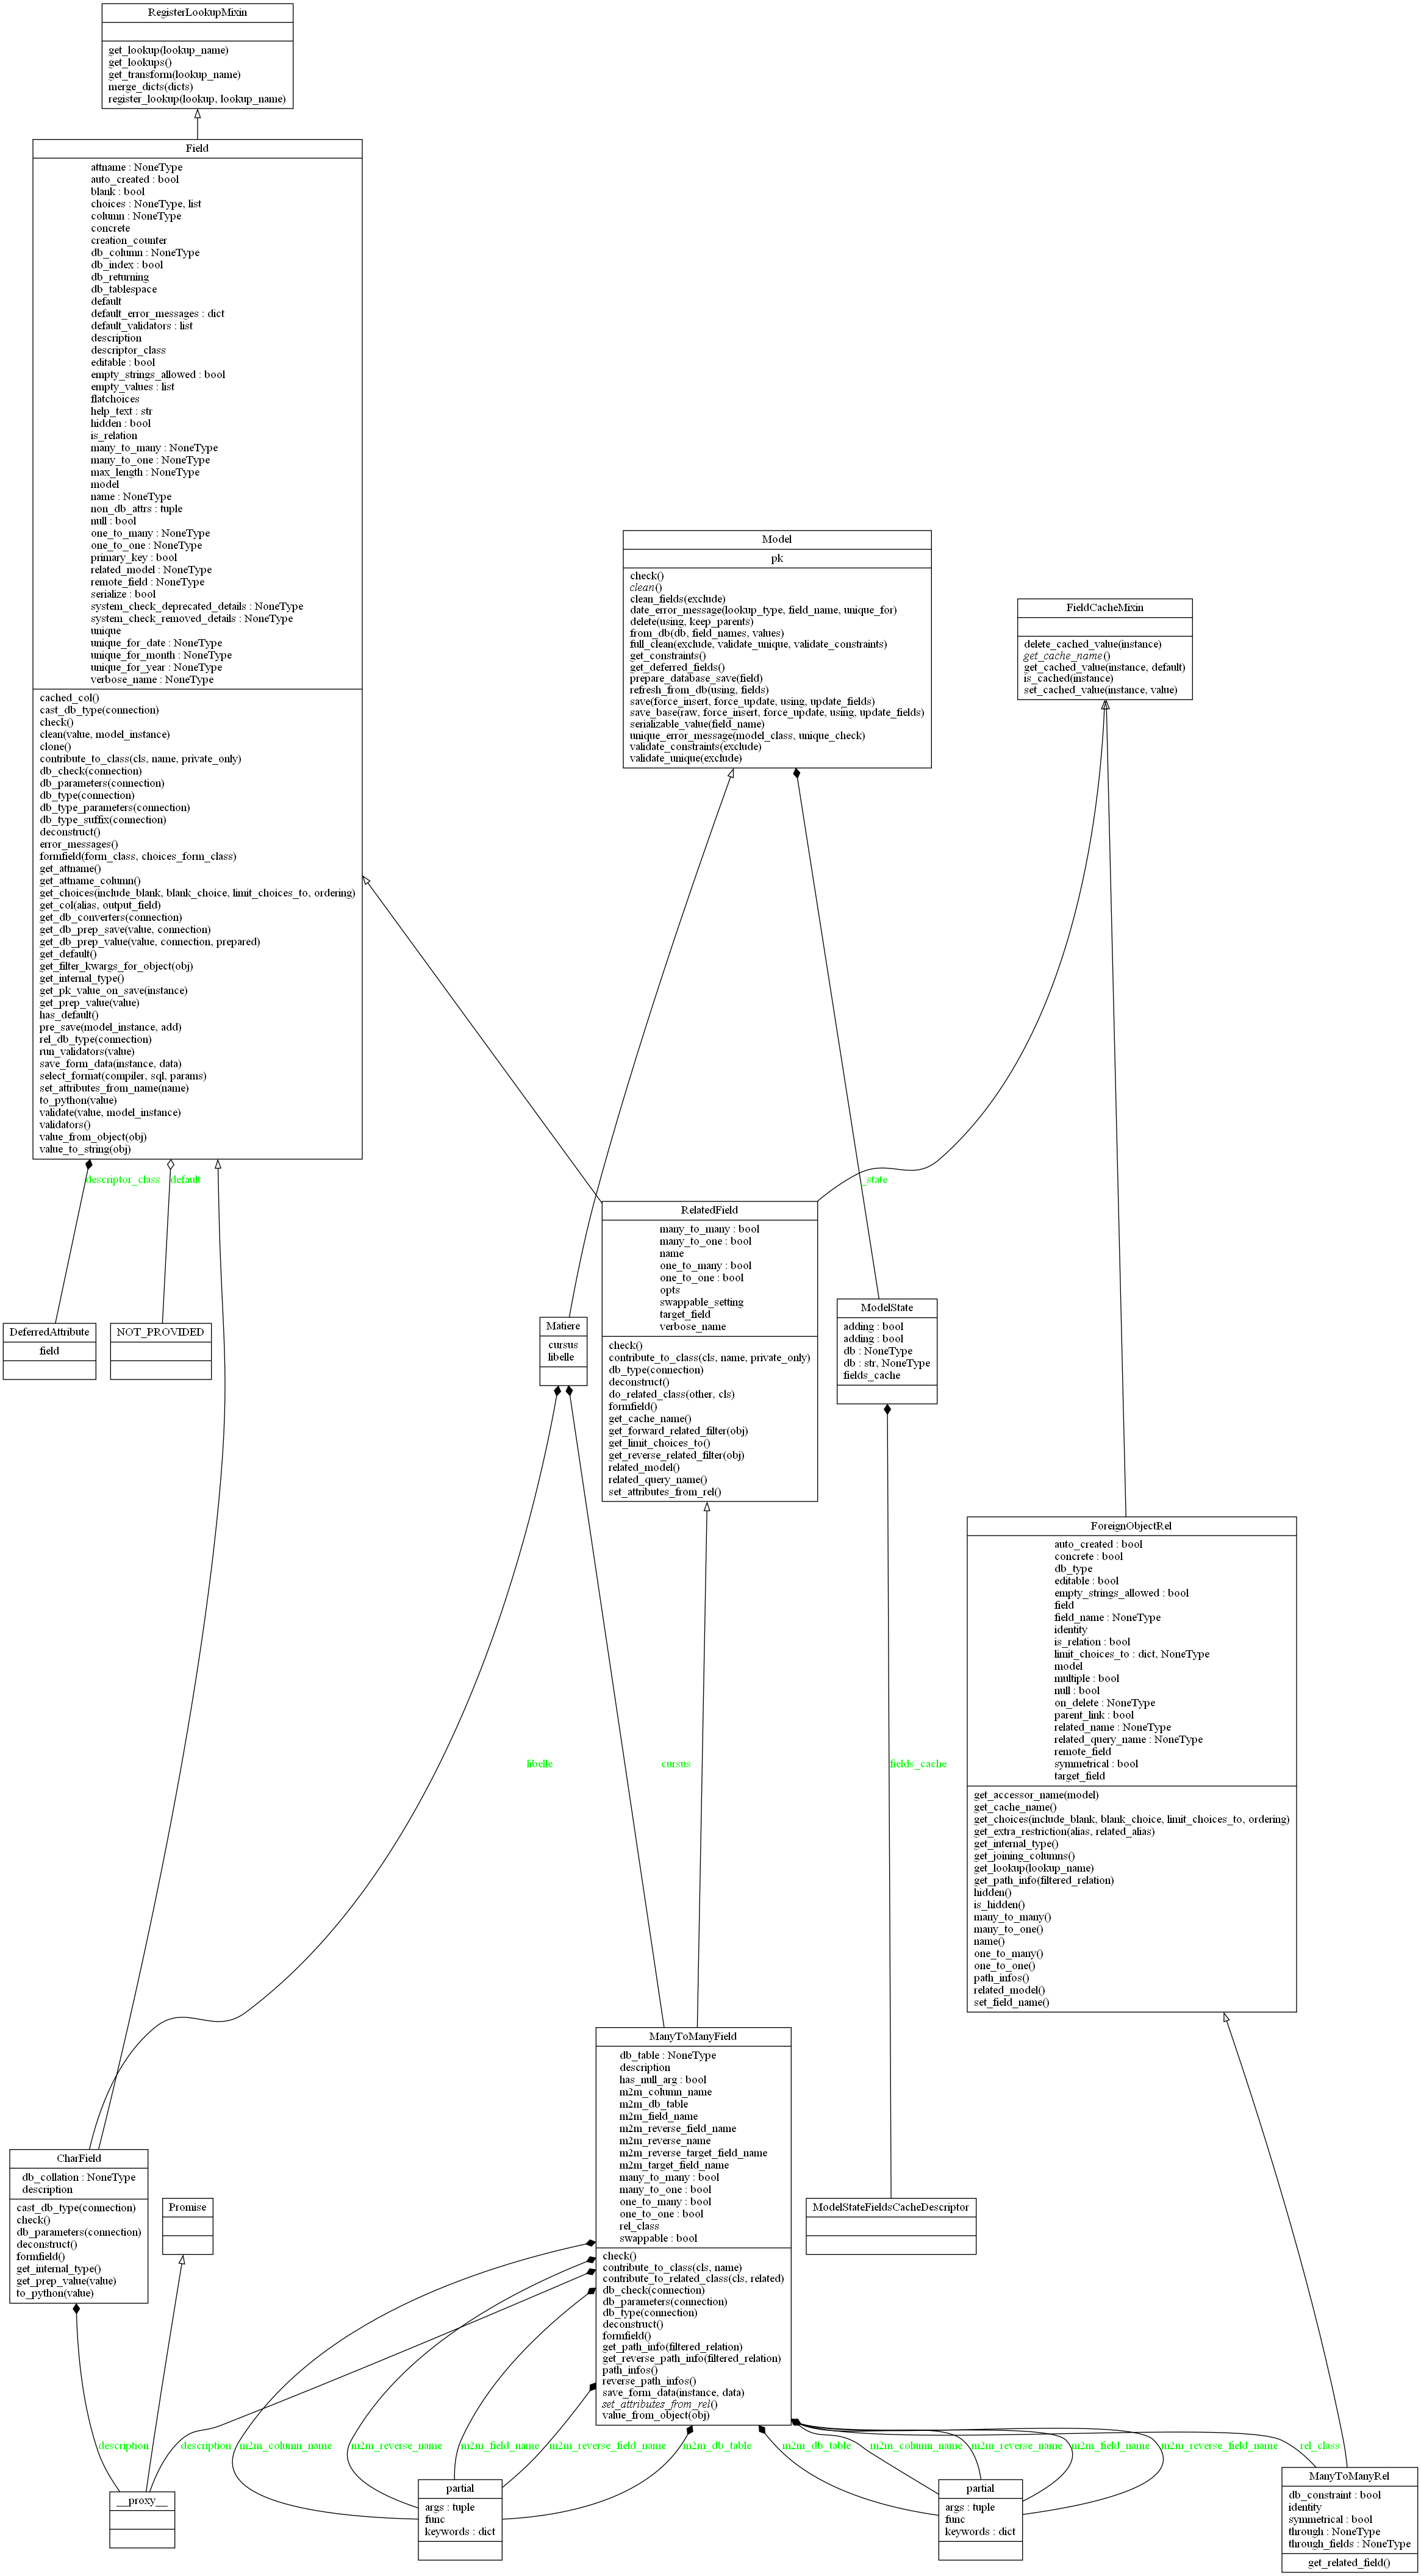 RegisterLookupMixin
get_lookup(lookup_name)
get_lookups()
get_transform(lookup_name)
merge_dicts(dicts)
register_lookup(lookup, lookup_name)
Field
attname : NoneType
auto_created : bool
blank : bool
choices : NoneType, list
column : NoneType
concrete
creation_counter
db_column : NoneType
db_index : bool
db_returning
db_tablespace
default
default_error_messages : dict
default_validators : list
description
descriptor_class
editable : bool
empty_strings_allowed : bool
empty_values : list
flatchoices
help_text : str
hidden : bool
is_relation
many_to_many : NoneType
many_to_one : NoneType
max_length : NoneType
model
name : NoneType
non_db_attrs : tuple
null : bool
one_to_many : NoneType
one_to_one : NoneType
primary_key : bool
related_model : NoneType
remote_field : NoneType
serialize : bool
system_check_deprecated_details : NoneType
system_check_removed_details : NoneType
unique
unique_for_date : NoneType
unique_for_month : NoneType
unique_for_year : NoneType
verbose_name : NoneType
cached_col()
cast_db_type(connection)
check()
clean(value, model_instance)
clone()
contribute_to_class(cls, name, private_only)
db_check(connection)
db_parameters(connection)
db_type(connection)
db_type_parameters(connection)
db_type_suffix(connection)
deconstruct()
error_messages()
formfield(form_class, choices_form_class)
get_attname()
get_attname_column()
get_choices(include_blank, blank_choice, limit_choices_to, ordering)
get_col(alias, output_field)
get_db_converters(connection)
get_db_prep_save(value, connection)
get_db_prep_value(value, connection, prepared)
get_default()
get_filter_kwargs_for_object(obj)
get_internal_type()
get_pk_value_on_save(instance)
get_prep_value(value)
has_default()
pre_save(model_instance, add)
rel_db_type(connection)
run_validators(value)
save_form_data(instance, data)
select_format(compiler, sql, params)
set_attributes_from_name(name)
to_python(value)
validate(value, model_instance)
validators()
value_from_object(obj)
value_to_string(obj)
Model
pk
check()
clean()
clean_fields(exclude)
date_error_message(lookup_type, field_name, unique_for)
delete(using, keep_parents)
from_db(db, field_names, values)
full_clean(exclude, validate_unique, validate_constraints)
get_constraints()
get_deferred_fields()
prepare_database_save(field)
refresh_from_db(using, fields)
save(force_insert, force_update, using, update_fields)
save_base(raw, force_insert, force_update, using, update_fields)
serializable_value(field_name)
unique_error_message(model_class, unique_check)
validate_constraints(exclude)
validate_unique(exclude)
FieldCacheMixin
delete_cached_value(instance)
get_cache_name()
get_cached_value(instance, default)
is_cached(instance)
set_cached_value(instance, value)
descriptor_class
default
_state
DeferredAttribute
field
NOT_PROVIDED
Matiere
cursus
libelle
RelatedField
many_to_many : bool
many_to_one : bool
name
one_to_many : bool
one_to_one : bool
opts
swappable_setting
target_field
verbose_name
check()
contribute_to_class(cls, name, private_only)
db_type(connection)
deconstruct()
do_related_class(other, cls)
formfield()
get_cache_name()
get_forward_related_filter(obj)
get_limit_choices_to()
get_reverse_related_filter(obj)
related_model()
related_query_name()
set_attributes_from_rel()
ModelState
adding : bool
adding : bool
db : NoneType
db : str, NoneType
fields_cache
ForeignObjectRel
auto_created : bool
concrete : bool
db_type
editable : bool
empty_strings_allowed : bool
field
field_name : NoneType
identity
is_relation : bool
limit_choices_to : dict, NoneType
model
multiple : bool
null : bool
on_delete : NoneType
parent_link : bool
related_name : NoneType
related_query_name : NoneType
remote_field
symmetrical : bool
target_field
get_accessor_name(model)
get_cache_name()
get_choices(include_blank, blank_choice, limit_choices_to, ordering)
get_extra_restriction(alias, related_alias)
get_internal_type()
get_joining_columns()
get_lookup(lookup_name)
get_path_info(filtered_relation)
hidden()
is_hidden()
many_to_many()
many_to_one()
name()
one_to_many()
one_to_one()
path_infos()
related_model()
set_field_name()
libelle
cursus
fields_cache
CharField
db_collation : NoneType
description
cast_db_type(connection)
check()
db_parameters(connection)
deconstruct()
formfield()
get_internal_type()
get_prep_value(value)
to_python(value)
Promise
ManyToManyField
db_table : NoneType
description
has_null_arg : bool
m2m_column_name
m2m_db_table
m2m_field_name
m2m_reverse_field_name
m2m_reverse_name
m2m_reverse_target_field_name
m2m_target_field_name
many_to_many : bool
many_to_one : bool
one_to_many : bool
one_to_one : bool
rel_class
swappable : bool
check()
contribute_to_class(cls, name)
contribute_to_related_class(cls, related)
db_check(connection)
db_parameters(connection)
db_type(connection)
deconstruct()
formfield()
get_path_info(filtered_relation)
get_reverse_path_info(filtered_relation)
path_infos()
reverse_path_infos()
save_form_data(instance, data)
set_attributes_from_rel()
value_from_object(obj)
ModelStateFieldsCacheDescriptor
description
description
m2m_column_name
m2m_reverse_name
m2m_field_name
m2m_reverse_field_name
m2m_db_table
m2m_db_table
m2m_column_name
m2m_reverse_name
m2m_field_name
m2m_reverse_field_name
rel_class
__proxy__
partial
args : tuple
func
keywords : dict
partial
args : tuple
func
keywords : dict
ManyToManyRel
db_constraint : bool
identity
symmetrical : bool
through : NoneType
through_fields : NoneType
get_related_field()